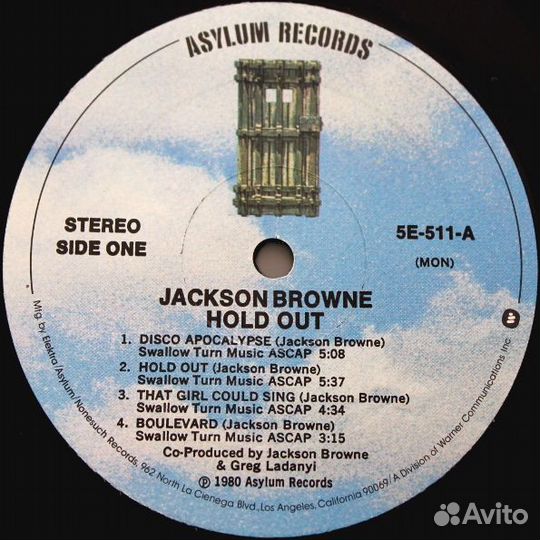 ASYLUM RECORDS
STEREO
SIDE ONE
5E-511-A
(MON)
JACKSON BROWNE
HOLD OUT
1. DISCO APOCALYPSE (Jackson Browne)
Swallow Turn Music ASCAP 5:08
2. HOLD OUT (Jackson Browne)
Swallow Turn Music ASCAP 5:37
3. THAT GIRL COULD SING (Jackson Browne)
Swallow Turn Music ASCAP 4:34
4. BOULEVARD (Jackson Browne)
Swallow Turn Music ASCAP 3:15
Co-Produced by Jackson Browne
& Greg Ladanyi
℗ 1980 Asylum Records
Mfg. by Elektra/Asylum/Nonesuch Records, 962 North La Cienega Blvd., Los Angeles, California 90069/A Division of Warner Communications Inc.
Avito